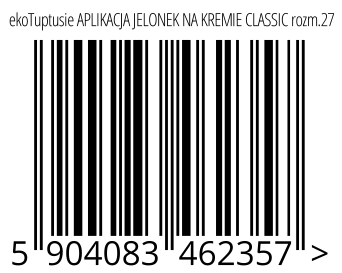 ekoTuptusie APLIKACJA JELONEK NA KREMIE CLASSIC rozm.27
5 904083 462357 >